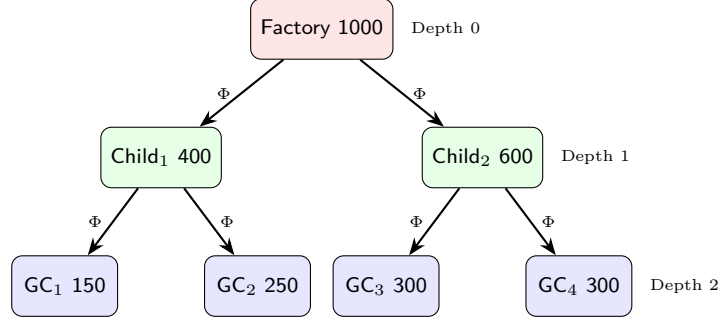 Factory 1000
Depth 0
Φ
Φ
Child₁ 400
Child₂ 600
Depth 1
Φ
Φ
Φ
Φ
GC₁ 150
GC₂ 250
GC₃ 300
GC₄ 300
Depth 2